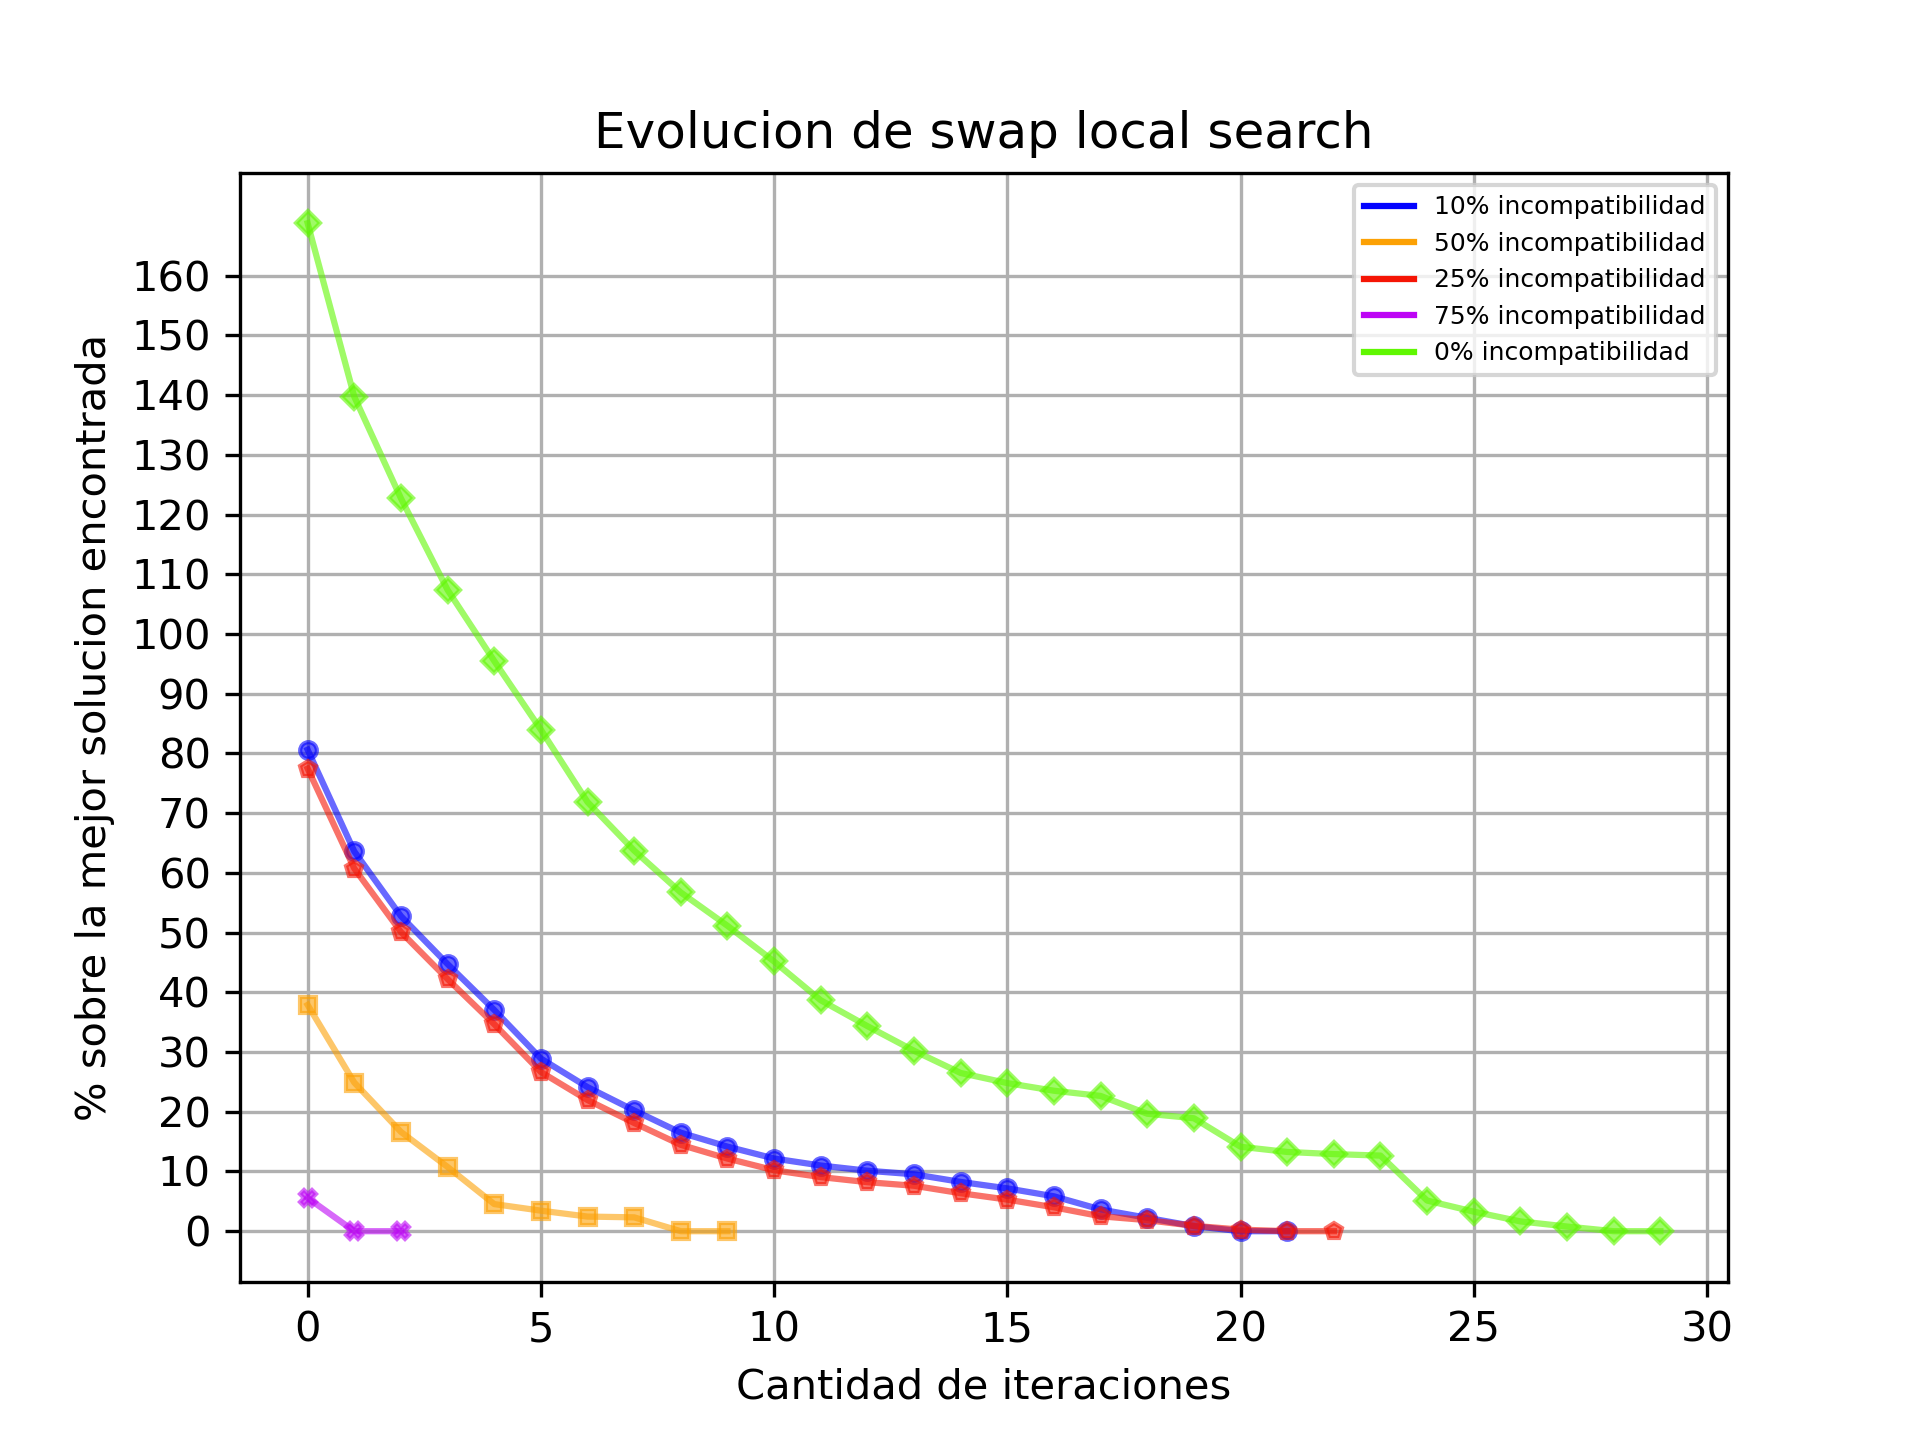 Evolucion de swap local search
10% incompatibilidad
50% incompatibilidad
25% incompatibilidad
75% incompatibilidad
0% incompatibilidad
% sobre la mejor solucion encontrada
160
150
140
130
120
110
100
90
80
70
60
50
40
30
20
10
0
0 5 10 15 20 25 30
Cantidad de iteraciones